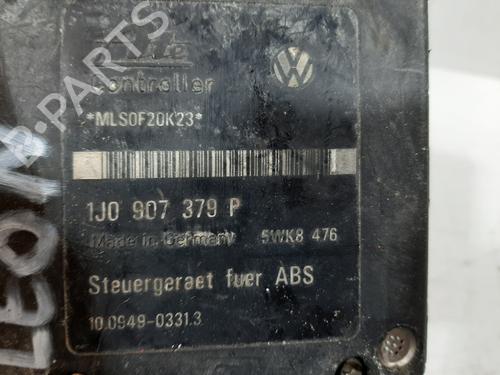 Controller
*MLS0F20K23*
1J0 907 379 P
Made in Germany 5WK8 476
Steuergeraet fuer ABS
10.0949-0331.3
LEON
B-PARTS